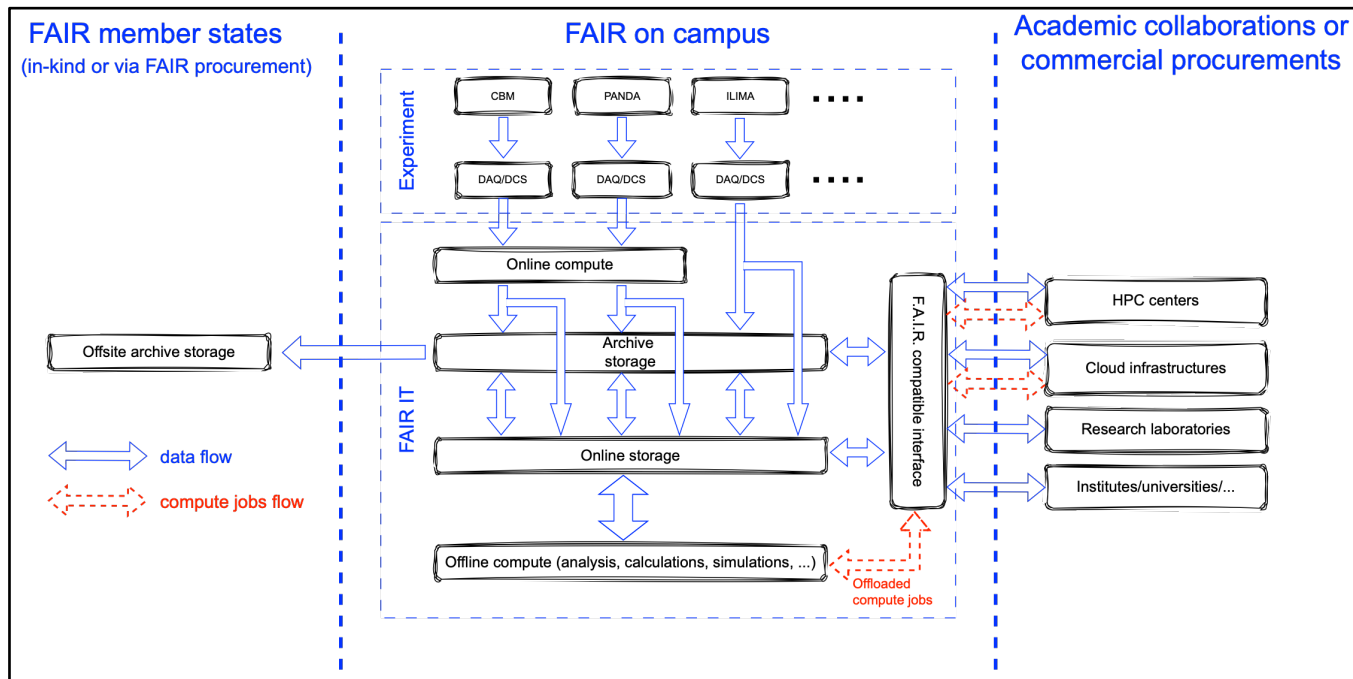 FAIR member states
(in-kind or via FAIR procurement)
FAIR on campus
Academic collaborations or
commercial procurements
Experiment
CBM
PANDA
ILIMA
DAQ/DCS
DAQ/DCS
DAQ/DCS
FAIR IT
Online compute
Archive
storage
Online storage
Offline compute (analysis, calculations, simulations, ...)
Offloaded
compute jobs
F.A.I.R. compatible interface
HPC centers
Cloud infrastructures
Research laboratories
Institutes/universities/...
Offsite archive storage
data flow
compute jobs flow